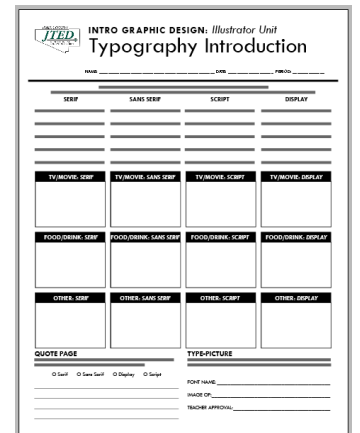 JTED
INTRO GRAPHIC DESIGN: Illustrator Unit
Typography Introduction
NAME: DATE: PERIOD:
SERIF SANS SERIF SCRIPT DISPLAY
TV/MOVIE: SERIF TV/MOVIE: SANS SERIF TV/MOVIE: SCRIPT TV/MOVIE: DISPLAY
FOOD/DRINK: SERIF FOOD/DRINK: SANS SERIF FOOD/DRINK: SCRIPT FOOD/DRINK: DISPLAY
OTHER: SERIF OTHER: SANS SERIF OTHER: SCRIPT OTHER: DISPLAY
QUOTE PAGE TYPE-PICTURE
O Serif O Sans Serif O Display O Script
FONT NAME:
IMAGE OF:
TEACHER APPROVAL: